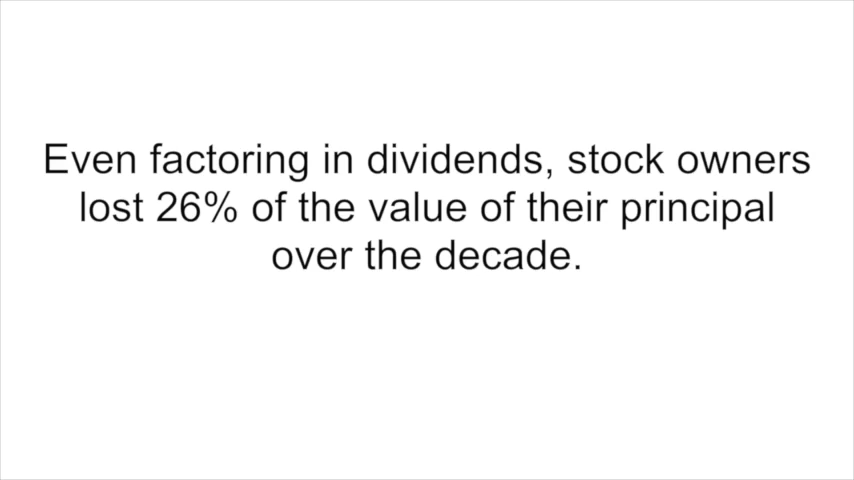 Even factoring in dividends, stock owners
lost 26% of the value of their principal
over the decade.